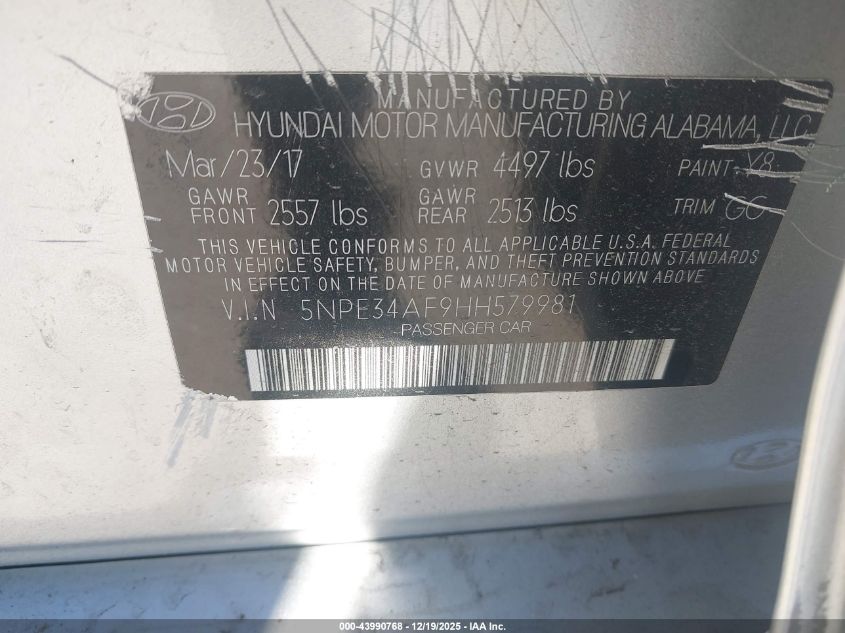 MANUFACTURED BY
HYUNDAI MOTOR MANUFACTURING ALABAMA, LLC
Mar/23/17 GVWR 4497 lbs PAINT Y8
GAWR FRONT 2557 lbs GAWR REAR 2513 lbs TRIM GG
THIS VEHICLE CONFORMS TO ALL APPLICABLE U.S.A. FEDERAL
MOTOR VEHICLE SAFETY, BUMPER, AND THEFT PREVENTION STANDARDS
IN EFFECT ON THE DATE OF MANUFACTURE SHOWN ABOVE.
V.I.N 5NPE34AF9HH579981
PASSENGER CAR
000-43990768 - 12/19/2025 - IAA Inc.